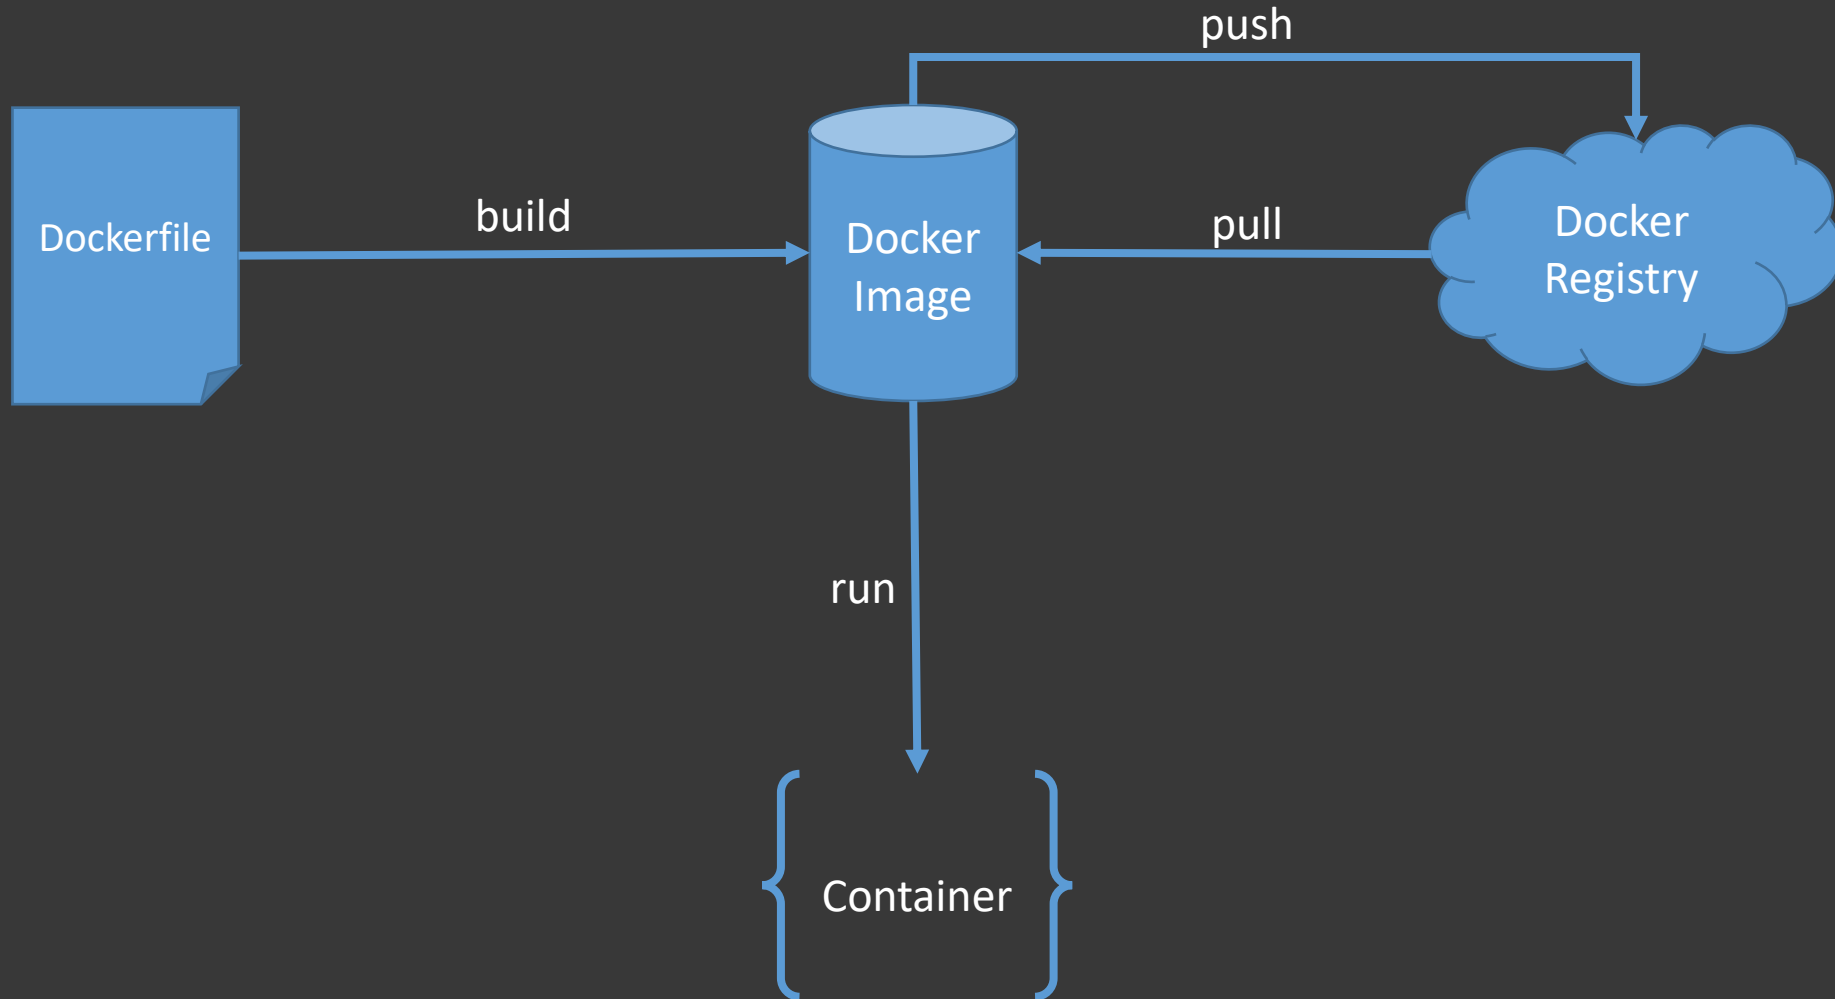 push
Dockerfile
build
Docker
Image
pull
Docker
Registry
run
Container